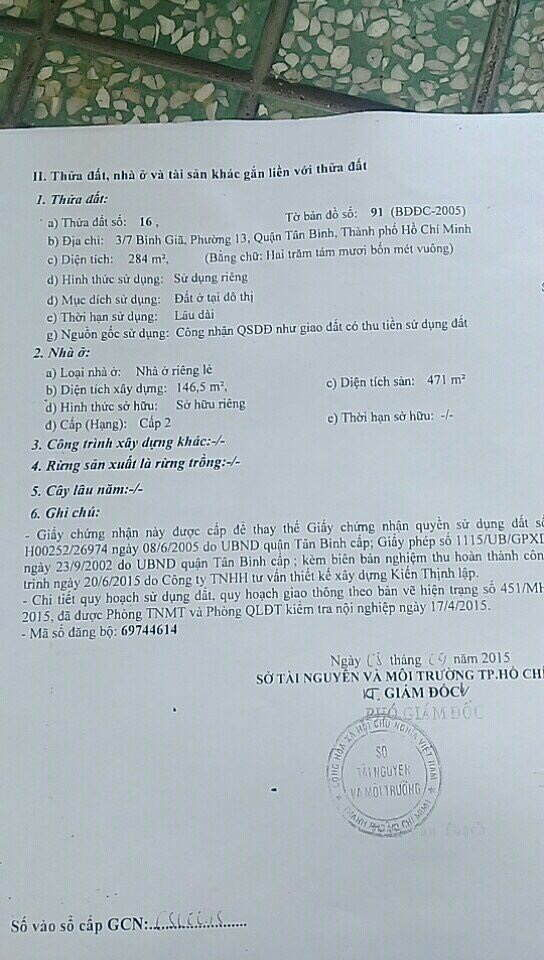 II. Thửa đất, nhà ở và tài sản khác gắn liền với thửa đất
1. Thửa đất:
a) Thửa đất số: 16 , Tờ bản đồ số: 91 (BĐĐC-2005)
b) Địa chỉ: 3/7 Bình Giã, Phường 13, Quận Tân Bình, Thành phố Hồ Chí Minh
c) Diện tích: 284 m², (Bằng chữ: Hai trăm tám mươi bốn mét vuông)
d) Hình thức sử dụng: Sử dụng riêng
đ) Mục đích sử dụng: Đất ở tại đô thị
e) Thời hạn sử dụng: Lâu dài
g) Nguồn gốc sử dụng: Công nhận QSDĐ như giao đất có thu tiền sử dụng đất
2. Nhà ở:
a) Loại nhà ở: Nhà ở riêng lẻ
b) Diện tích xây dựng: 146,5 m², c) Diện tích sàn: 471 m²
d) Hình thức sở hữu: Sở hữu riêng
đ) Cấp (Hạng): Cấp 2 e) Thời hạn sở hữu: -/-
3. Công trình xây dựng khác:-/-
4. Rừng sản xuất là rừng trồng:-/-
5. Cây lâu năm:-/-
6. Ghi chú:
- Giấy chứng nhận này được cấp để thay thế Giấy chứng nhận quyền sử dụng đất số
H00252/26974 ngày 08/6/2005 do UBND quận Tân Bình cấp; Giấy phép số 1115/UB/GPXD
ngày 23/9/2002 do UBND quận Tân Bình cấp ; kèm biên bản nghiệm thu hoàn thành côn
trình ngày 20/6/2015 do Công ty TNHH tư vấn thiết kế xây dựng Kiến Thịnh lập.
- Chi tiết quy hoạch sử dụng đất, quy hoạch giao thông theo bản vẽ hiện trạng số 451/MH
2015, đã được Phòng TNMT và Phòng QLĐT kiểm tra nội nghiệp ngày 17/4/2015.
- Mã số đăng bộ: 69744614
Ngày tháng 09 năm 2015
SỞ TÀI NGUYÊN VÀ MÔI TRƯỜNG TP.HỒ CHÍ
KT. GIÁM ĐỐC
PHÓ GIÁM ĐỐC
CỘNG HÒA XÃ HỘI CHỦ NGHĨA VIỆT NAM
SỞ
TÀI NGUYÊN
VÀ MÔI TRƯỜNG
THÀNH PHỐ HỒ CHÍ MINH
Số vào sổ cấp GCN: